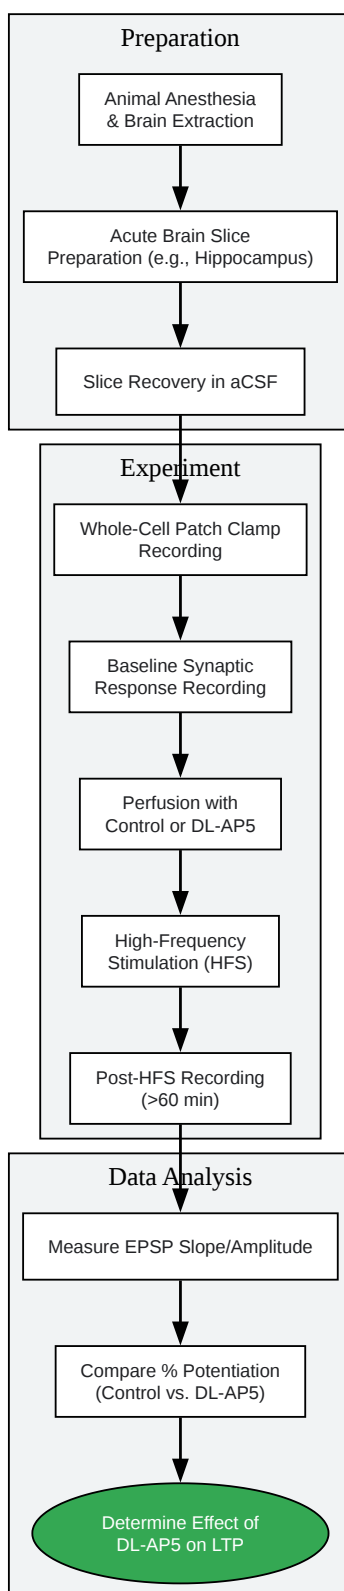 Preparation
Animal Anesthesia
& Brain Extraction
Acute Brain Slice
Preparation (e.g., Hippocampus)
Slice Recovery in aCSF
Experiment
Whole-Cell Patch Clamp
Recording
Baseline Synaptic
Response Recording
Perfusion with
Control or DL-AP5
High-Frequency
Stimulation (HFS)
Post-HFS Recording
(>60 min)
Data Analysis
Measure EPSP Slope/Amplitude
Compare % Potentiation
(Control vs. DL-AP5)
Determine Effect of
DL-AP5 on LTP